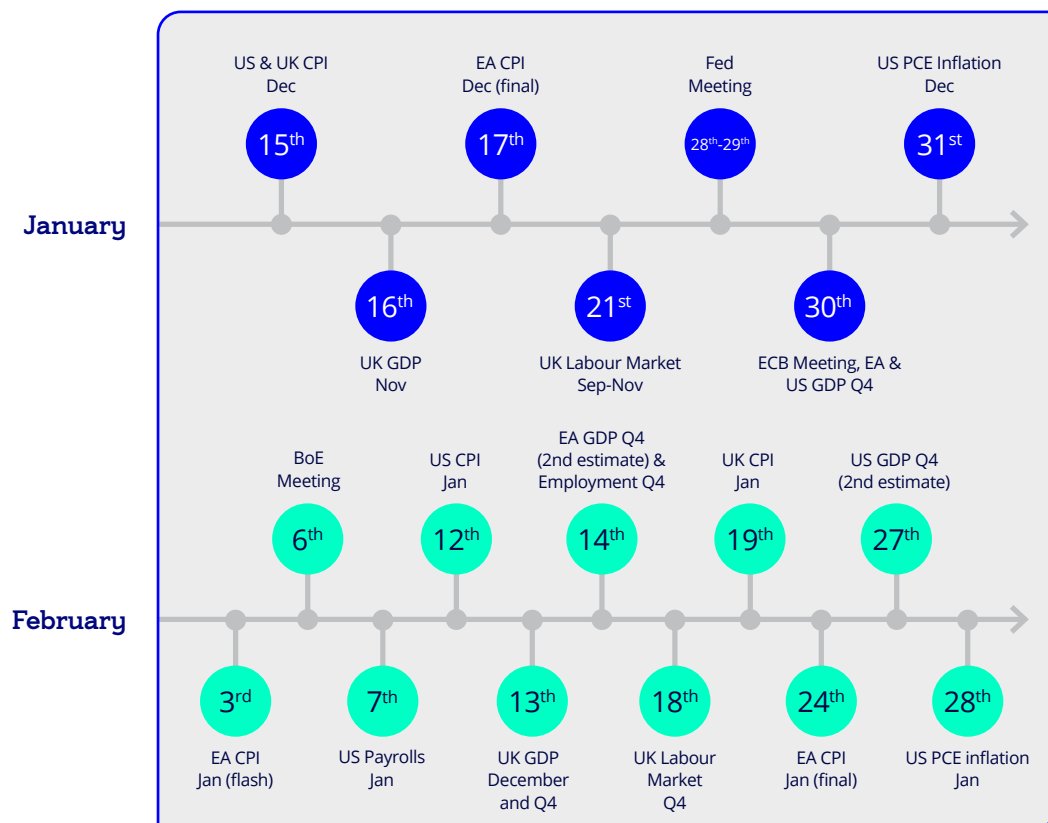 US & UK CPI
Dec
EA CPI
Dec (final)
Fed
Meeting
US PCE Inflation
Dec
15th
17th
28th-29th
31st
January
16th
21st
30th
UK GDP
Nov
UK Labour Market
Sep-Nov
ECB Meeting, EA &
US GDP Q4
BoE
Meeting
US CPI
Jan
EA GDP Q4
(2nd estimate) &
Employment Q4
UK CPI
Jan
US GDP Q4
(2nd estimate)
6th
12th
14th
19th
27th
February
3rd
7th
13th
18th
24th
28th
EA CPI
Jan (flash)
US Payrolls
Jan
UK GDP
December
and Q4
UK Labour
Market
Q4
EA CPI
Jan (final)
US PCE inflation
Jan